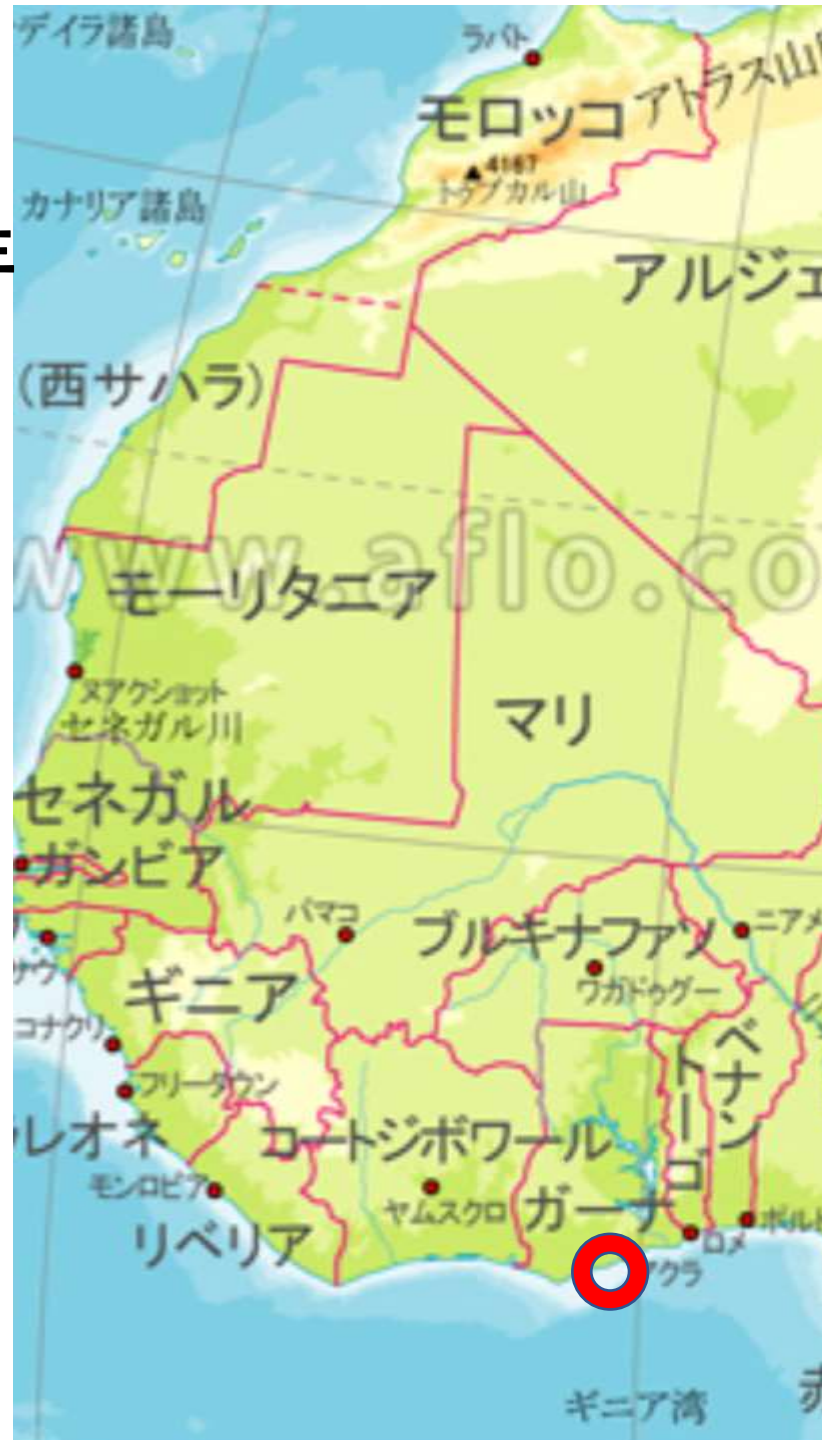 デイラ諸島
ラバト
モロッコ
アトラス山
4167
トゥブカル山
カナリア諸島
アルジェ
(西サハラ)
www.aflo.co
モーリタニア
ヌアクショット
セネガル川
マリ
セネガル
ガンビア
バマコ
ブルキナファソ
ニアメ
サウ
ワガドゥグー
ギニア
コナクリ
ベナン
トーゴ
フリータウン
レオネ
コートジボワール
モンロビア
ヤムスクロ
ガーナ
ポルト
リベリア
ロメ
クラ
ギニア湾
赤